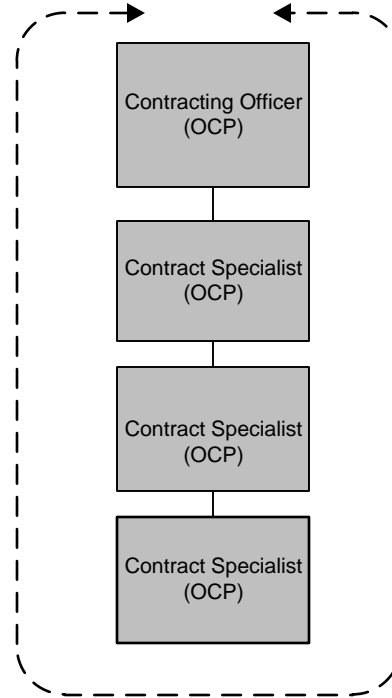 Contracting Officer
(OCP)
Contract Specialist
(OCP)
Contract Specialist
(OCP)
Contract Specialist
(OCP)